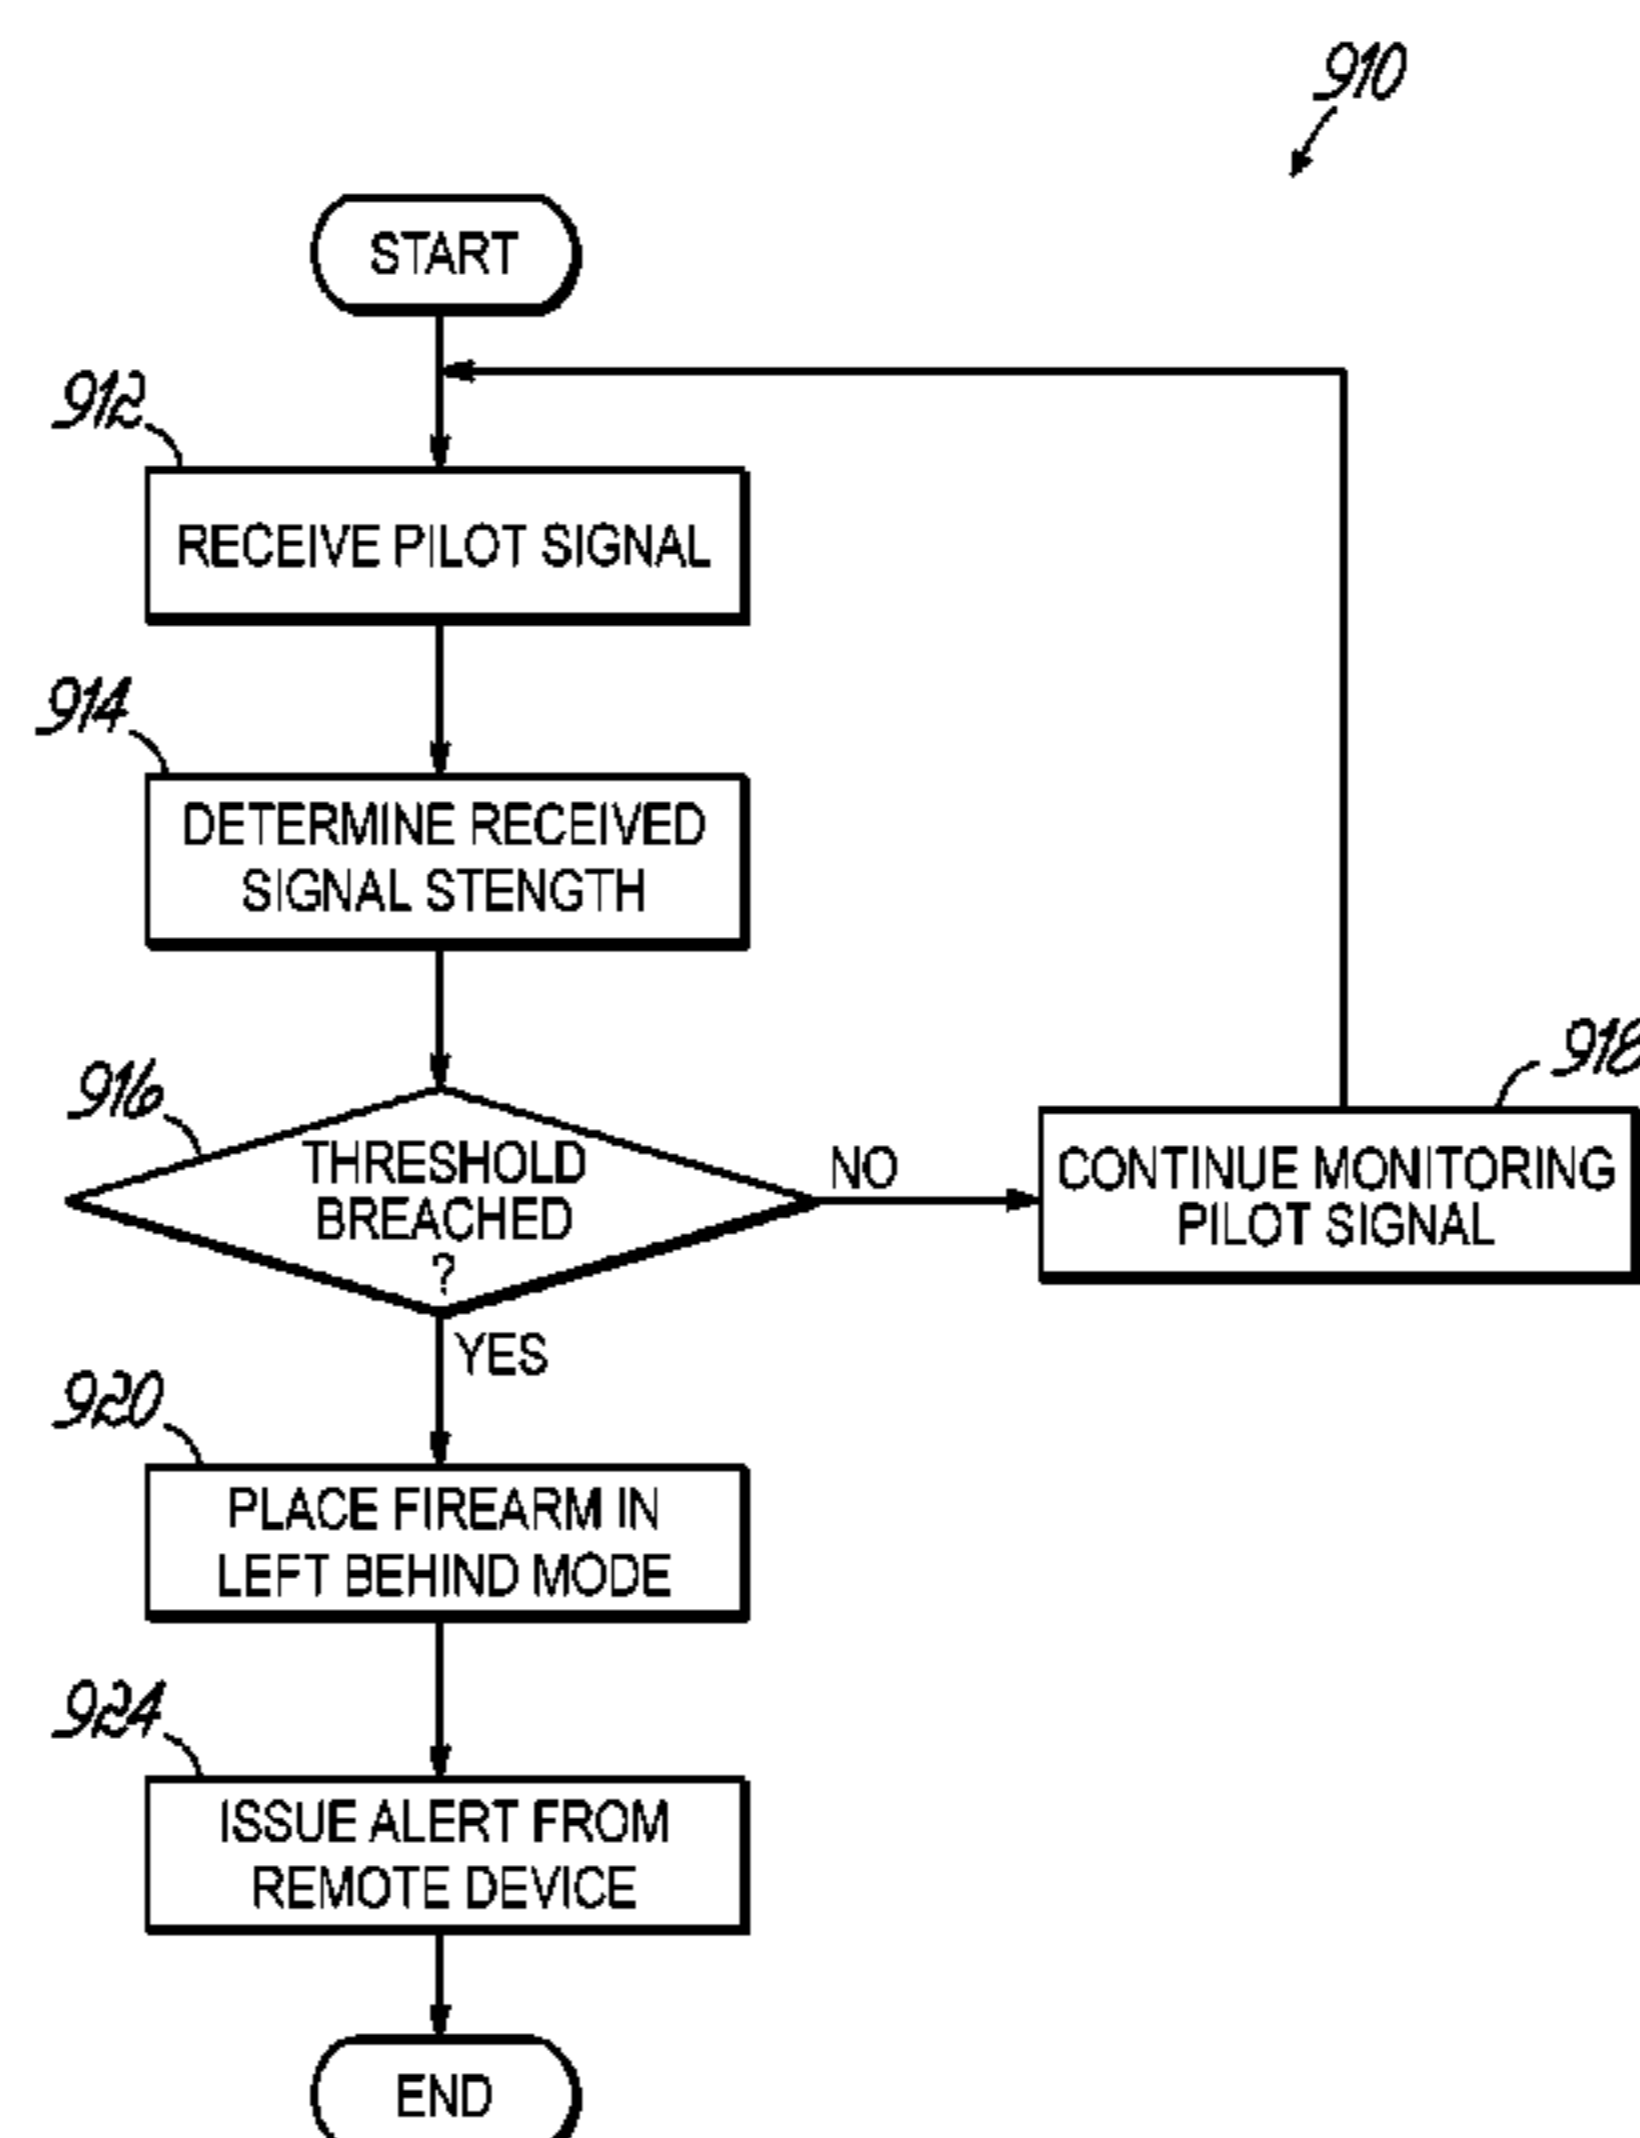 910
START
912
RECEIVE PILOT SIGNAL
914
DETERMINE RECEIVED
SIGNAL STENGTH
916
THRESHOLD
BREACHED
?
NO
918
CONTINUE MONITORING
PILOT SIGNAL
YES
920
PLACE FIREARM IN
LEFT BEHIND MODE
924
ISSUE ALERT FROM
REMOTE DEVICE
END